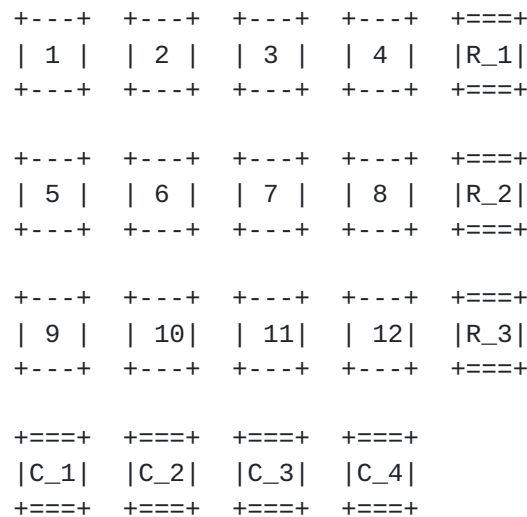 +---+  +---+  +---+  +---+  +===+
| 1 |  | 2 |  | 3 |  | 4 |  |R_1|
+---+  +---+  +---+  +---+  +===+

+---+  +---+  +---+  +---+  +===+
| 5 |  | 6 |  | 7 |  | 8 |  |R_2|
+---+  +---+  +---+  +---+  +===+

+---+  +---+  +---+  +---+  +===+
| 9 |  | 10|  | 11|  | 12|  |R_3|
+---+  +---+  +---+  +---+  +===+

+===+  +===+  +===+  +===+
|C_1|  |C_2|  |C_3|  |C_4|
+===+  +===+  +===+  +===+